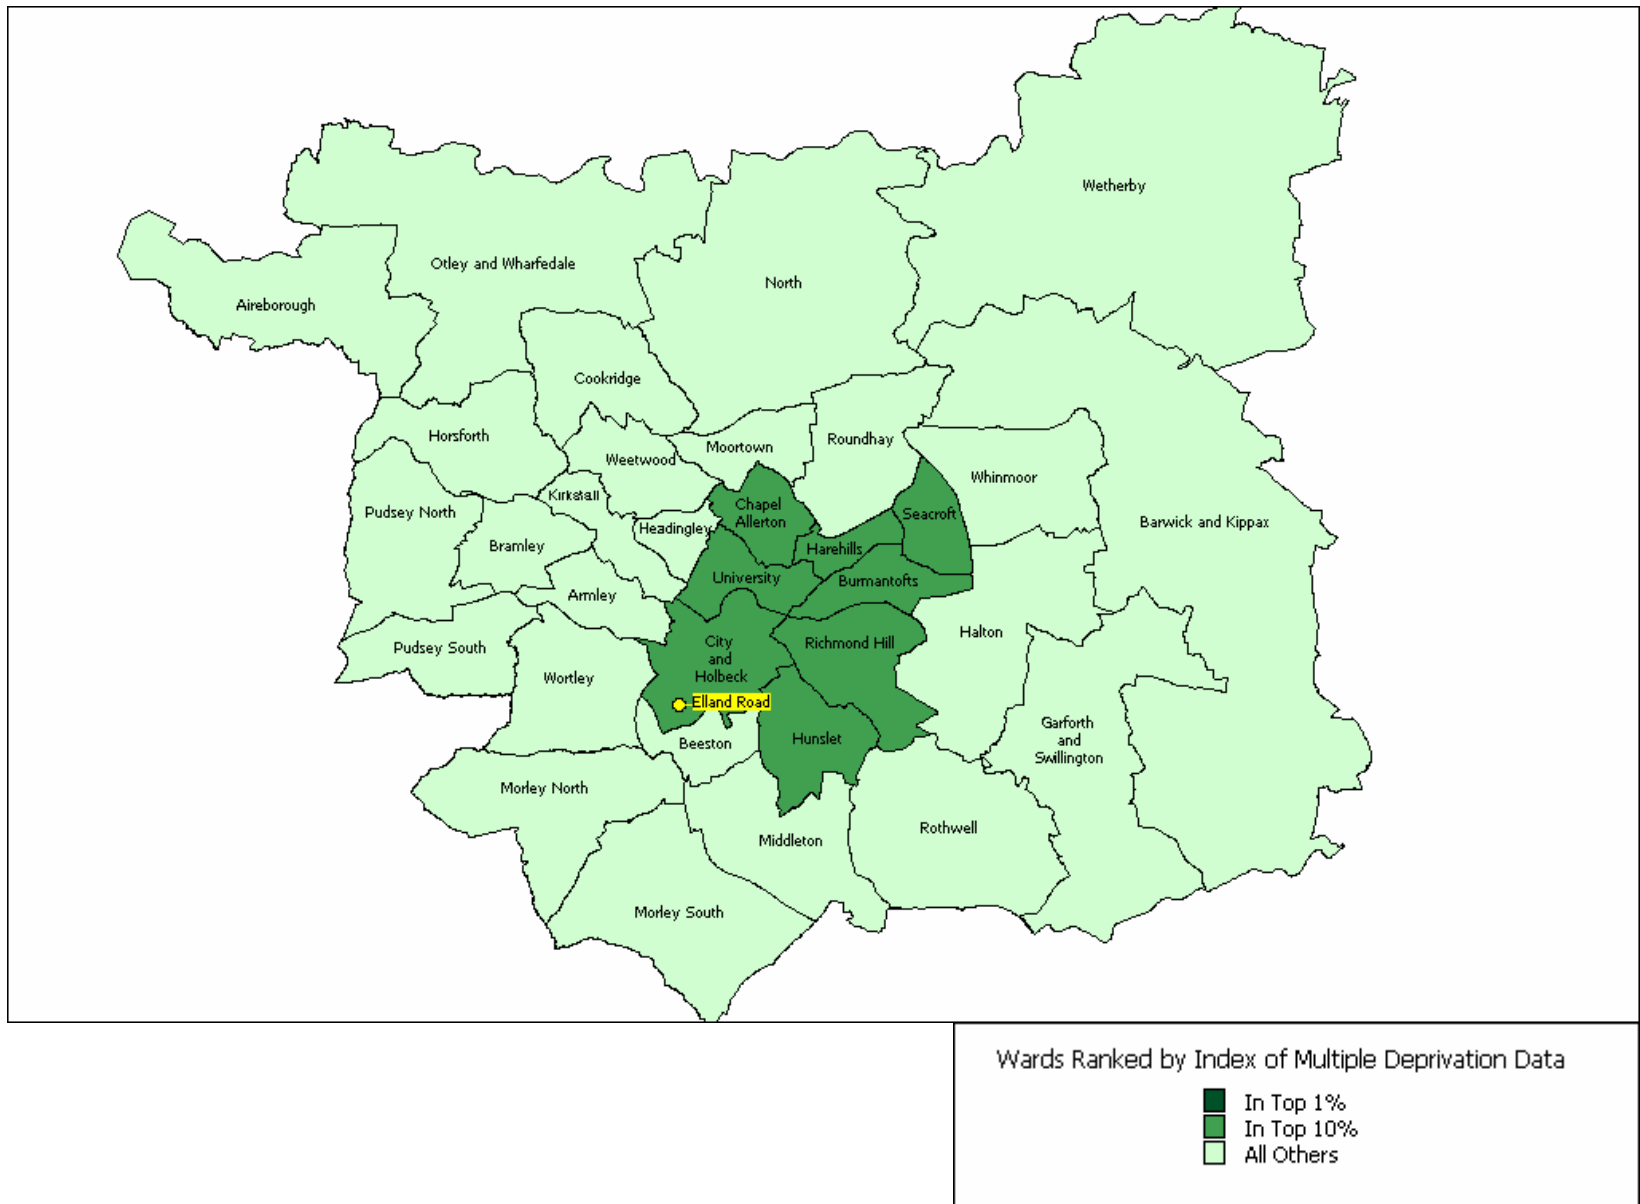 Wetherby
Otley and Wharfedale
North
Aireborough
Cookridge
Horsforth
Moortown
Roundhay
Weetwood
Whinmoor
Kirkstall
Pudsey North
Chapel
Allerton
Seacroft
Barwick and Kippax
Headingley
Bramley
Harehills
University
Burmantofts
Armley
Halton
Pudsey South
City
and
Holbeck
Richmond Hill
Wortley
Elland Road
Garforth
and
Swillington
Beeston
Hunslet
Morley North
Rothwell
Middleton
Morley South
Wards Ranked by Index of Multiple Deprivation Data
In Top 1%
In Top 10%
All Others